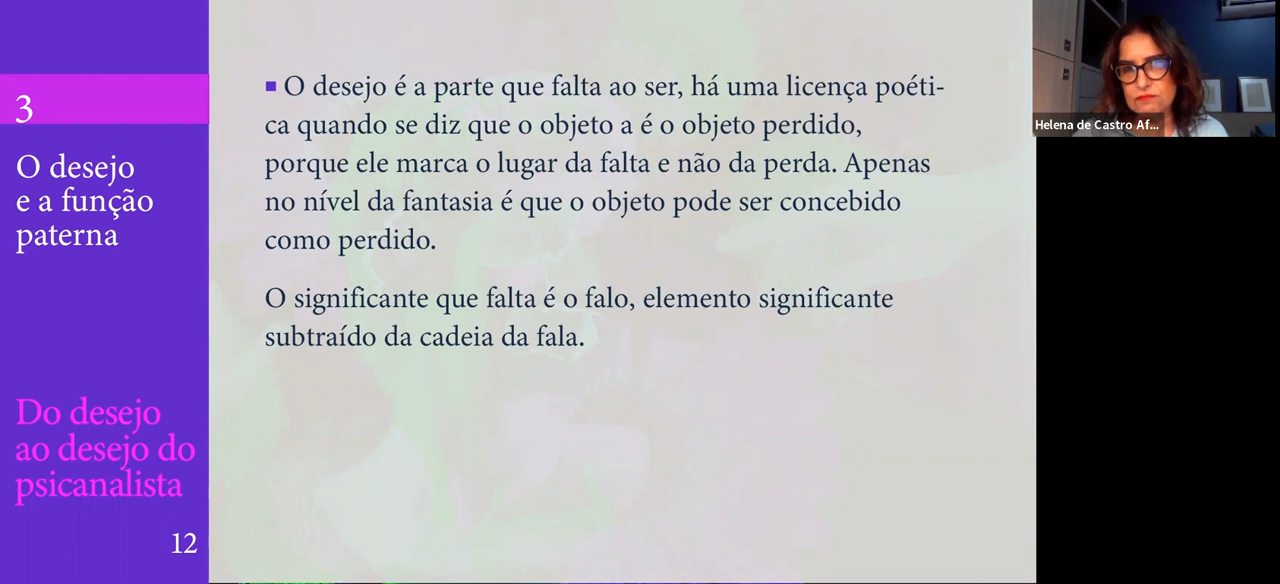 3
O desejo
e a função
paterna
Do desejo
ao desejo do
psicanalista
12
■ O desejo é a parte que falta ao ser, há uma licença poéti-
ca quando se diz que o objeto a é o objeto perdido,
porque ele marca o lugar da falta e não da perda. Apenas
no nível da fantasia é que o objeto pode ser concebido
como perdido.
O significante que falta é o falo, elemento significante
subtraído da cadeia da fala.
Helena de Castro Af...